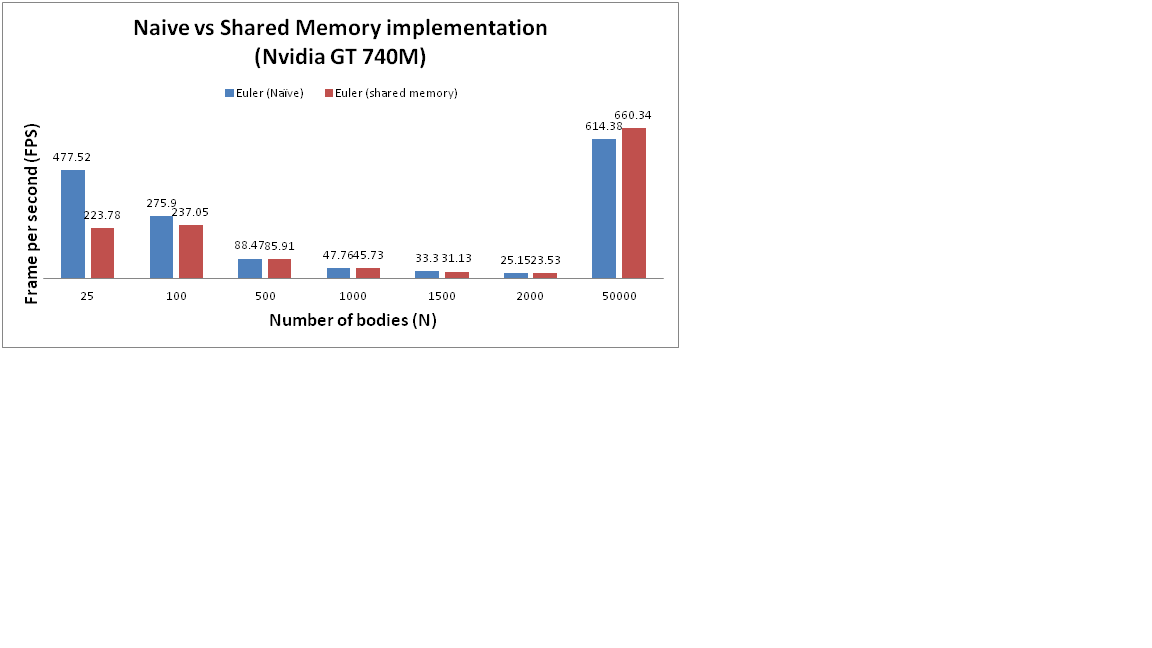 Naive vs Shared Memory implementation
(Nvidia GT 740M)
Euler (Naïve) Euler (shared memory)
Frame per second (FPS)
477.52 223.78 275.9 237.05 88.47 85.91 47.76 45.73 33.3 31.13 25.15 23.53 614.38 660.34
25 100 500 1000 1500 2000 50000
Number of bodies (N)